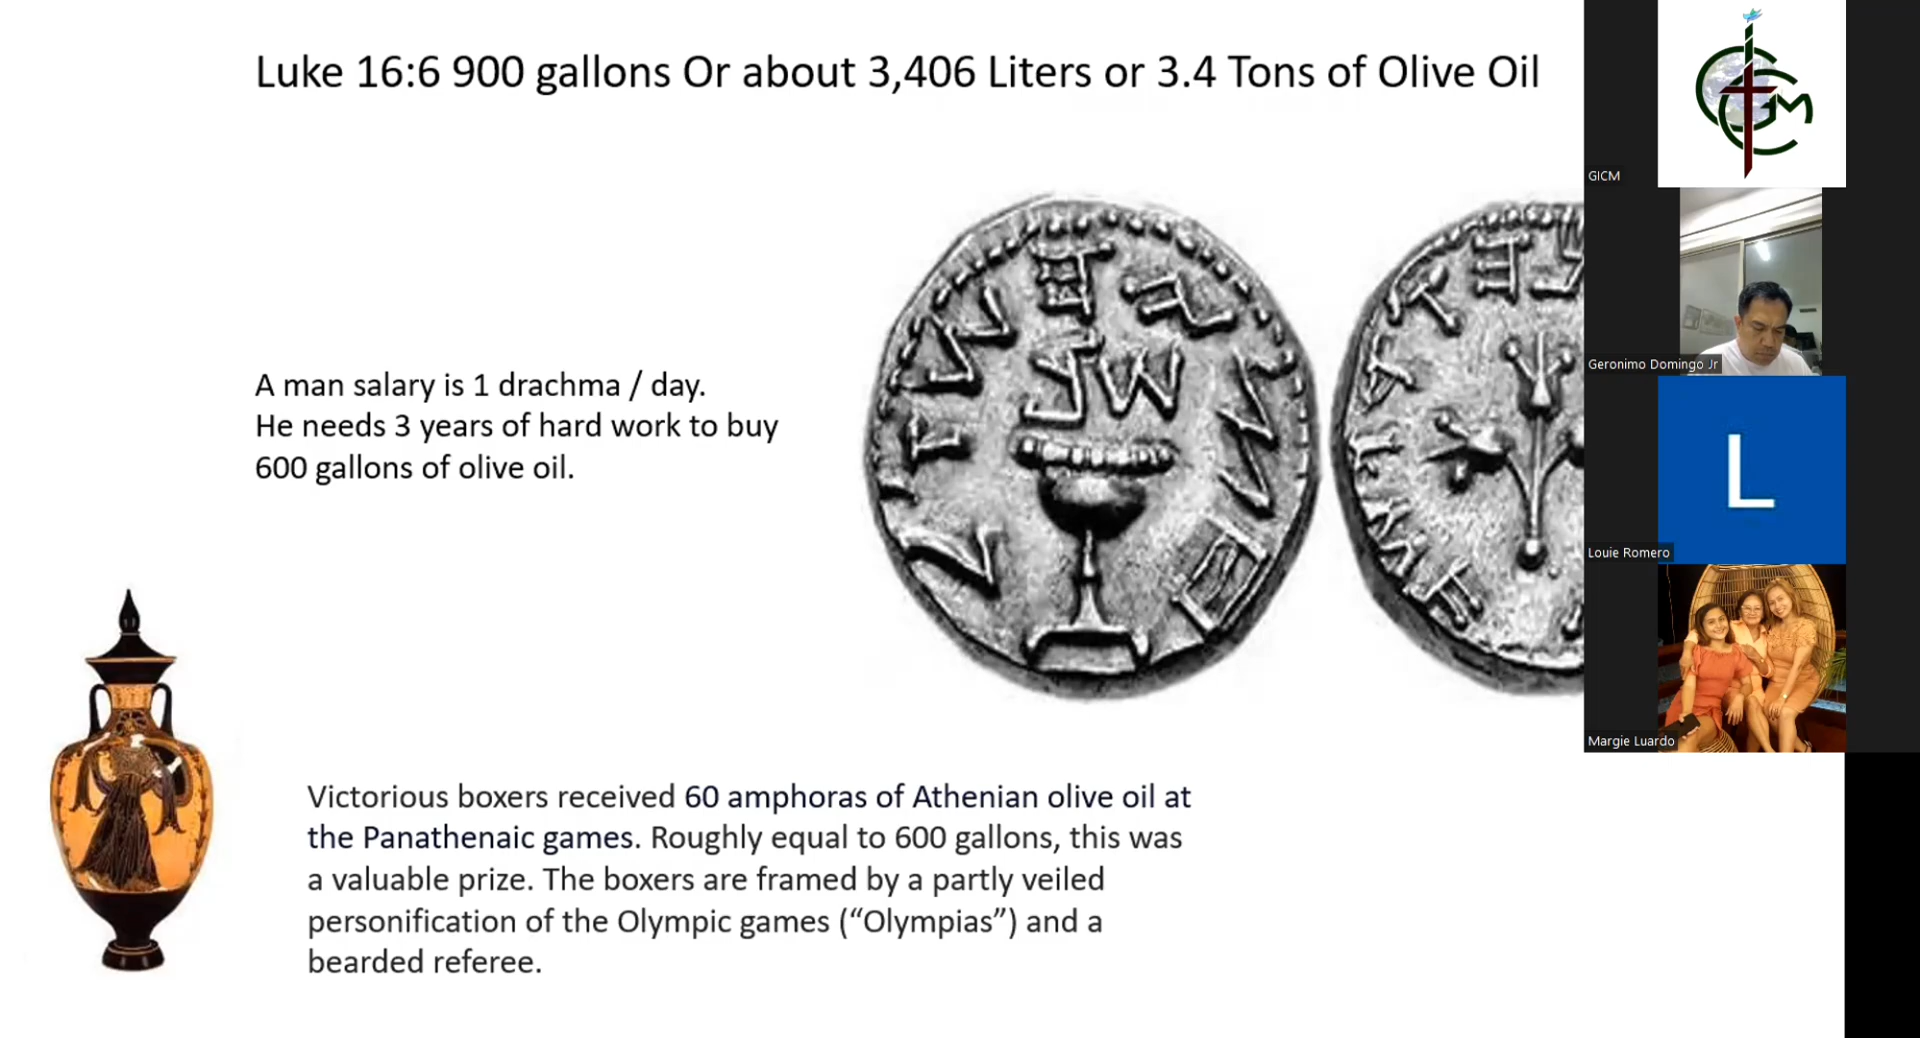 Luke 16:6 900 gallons Or about 3,406 Liters or 3.4 Tons of Olive Oil
A man salary is 1 drachma / day.
He needs 3 years of hard work to buy
600 gallons of olive oil.
Victorious boxers received 60 amphoras of Athenian olive oil at
the Panathenaic games. Roughly equal to 600 gallons, this was
a valuable prize. The boxers are framed by a partly veiled
personification of the Olympic games (“Olympias”) and a
bearded referee.
GICM
Geronimo Domingo Jr
L
Louie Romero
Margie Luardo